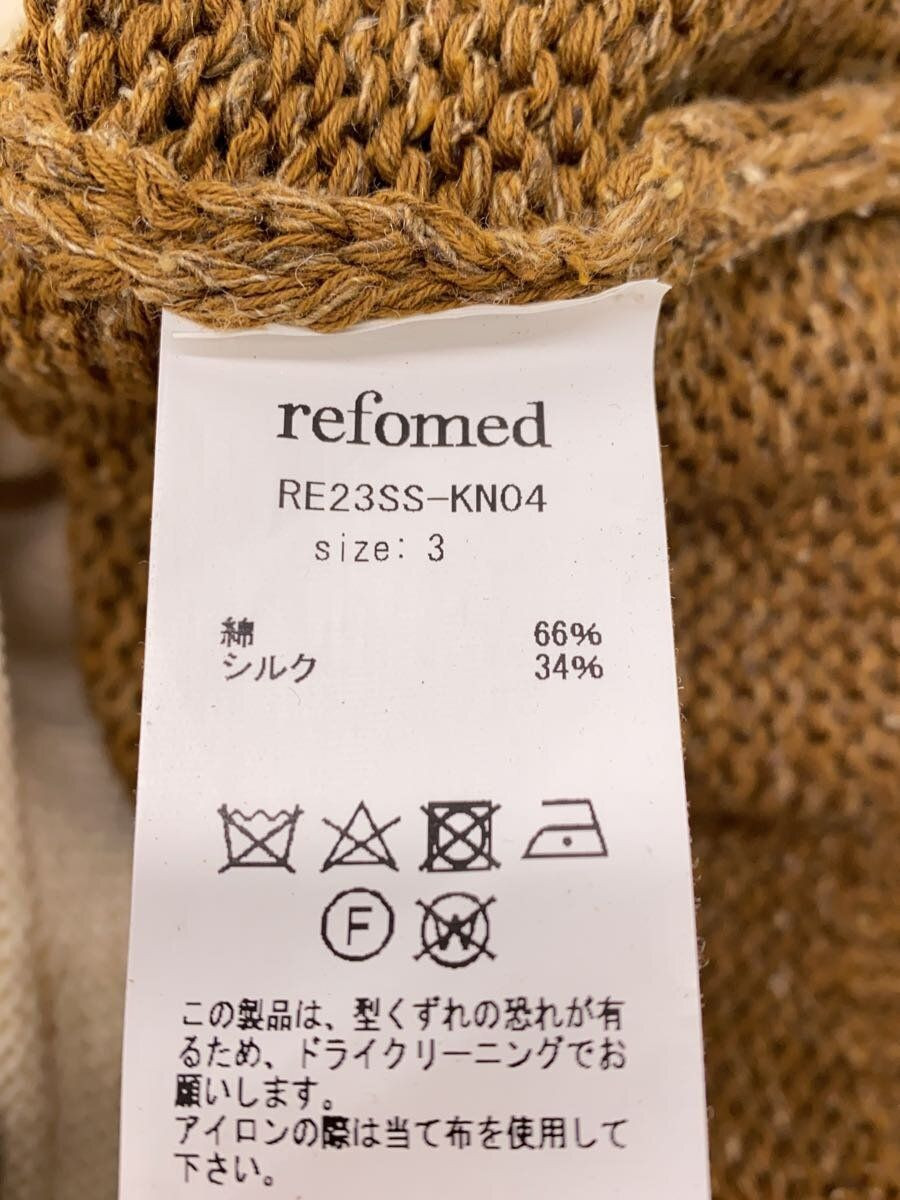 refomed
RE23SS-KN04
size: 3
綿 66%
シルク 34%
F
W
この製品は、型くずれの恐れが有
るため、ドライクリーニングでお
願いします。
アイロンの際は当て布を使用して
下さい。